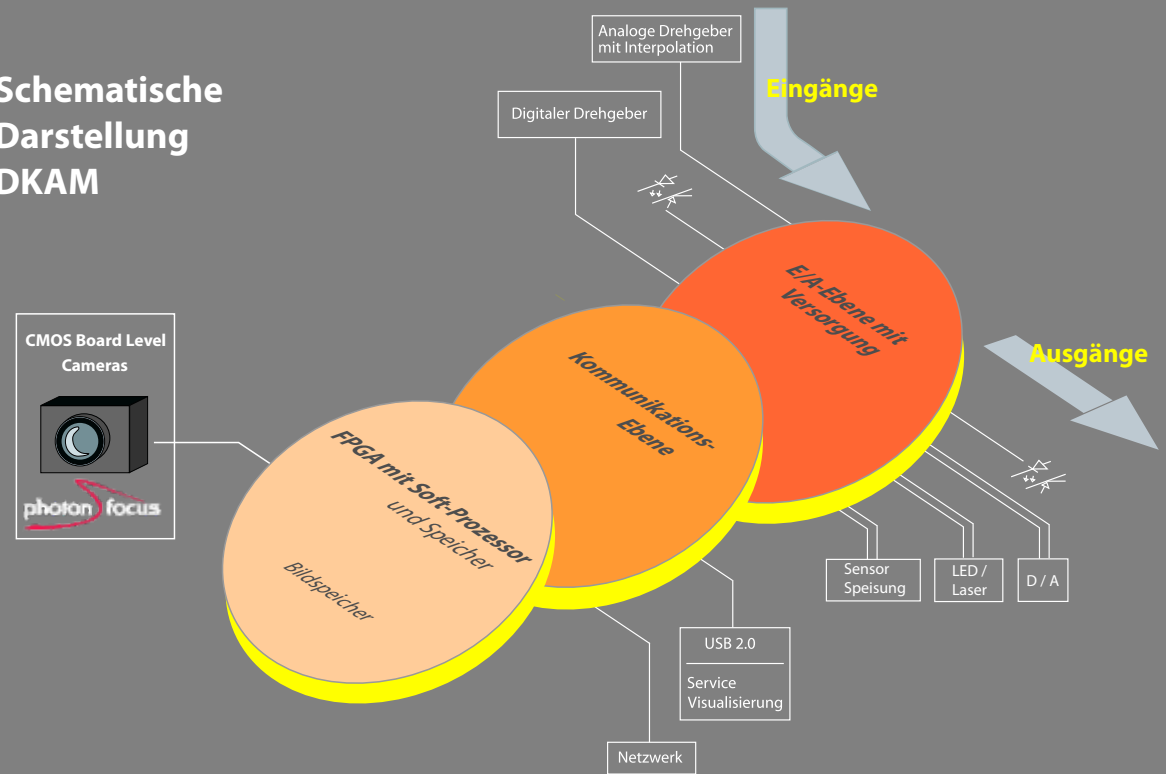 Schematische
Darstellung
DKAM
Analoge Drehgeber
mit Interpolation
Digitaler Drehgeber
Eingänge
E/A-Ebene mit
Versorgung
Ausgänge
Kommunikations-
Ebene
CMOS Board Level
Cameras
photon focus
FPGA mit Soft-Prozessor
und Speicher
Bildspeicher
Sensor
Speisung
LED /
Laser
D / A
USB 2.0
Service
Visualisierung
Netzwerk